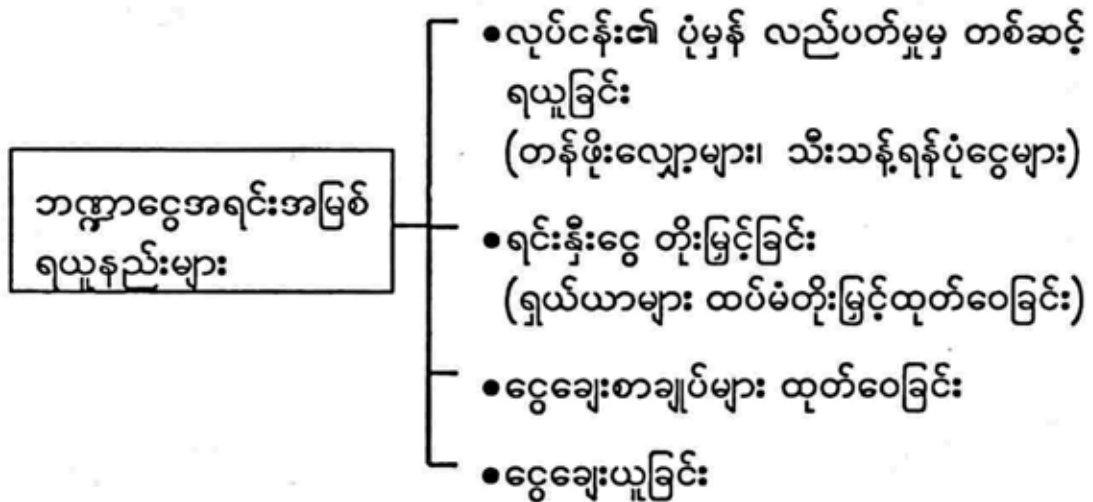 ဘဏ္ဍာငွေအရင်းအမြစ်
ရယူနည်းများ
●လုပ်ငန်း၏ ပုံမှန် လည်ပတ်မှုမှ တစ်ဆင့်
ရယူခြင်း
(တန်ဖိုးလျှော့များ၊ သီးသန့်ရန်ပုံငွေများ)
●ရင်းနှီးငွေ တိုးမြှင့်ခြင်း
(ရှယ်ယာများ ထပ်မံတိုးမြှင့်ထုတ်ဝေခြင်း)
●ငွေချေးစာချုပ်များ ထုတ်ဝေခြင်း
●ငွေချေးယူခြင်း